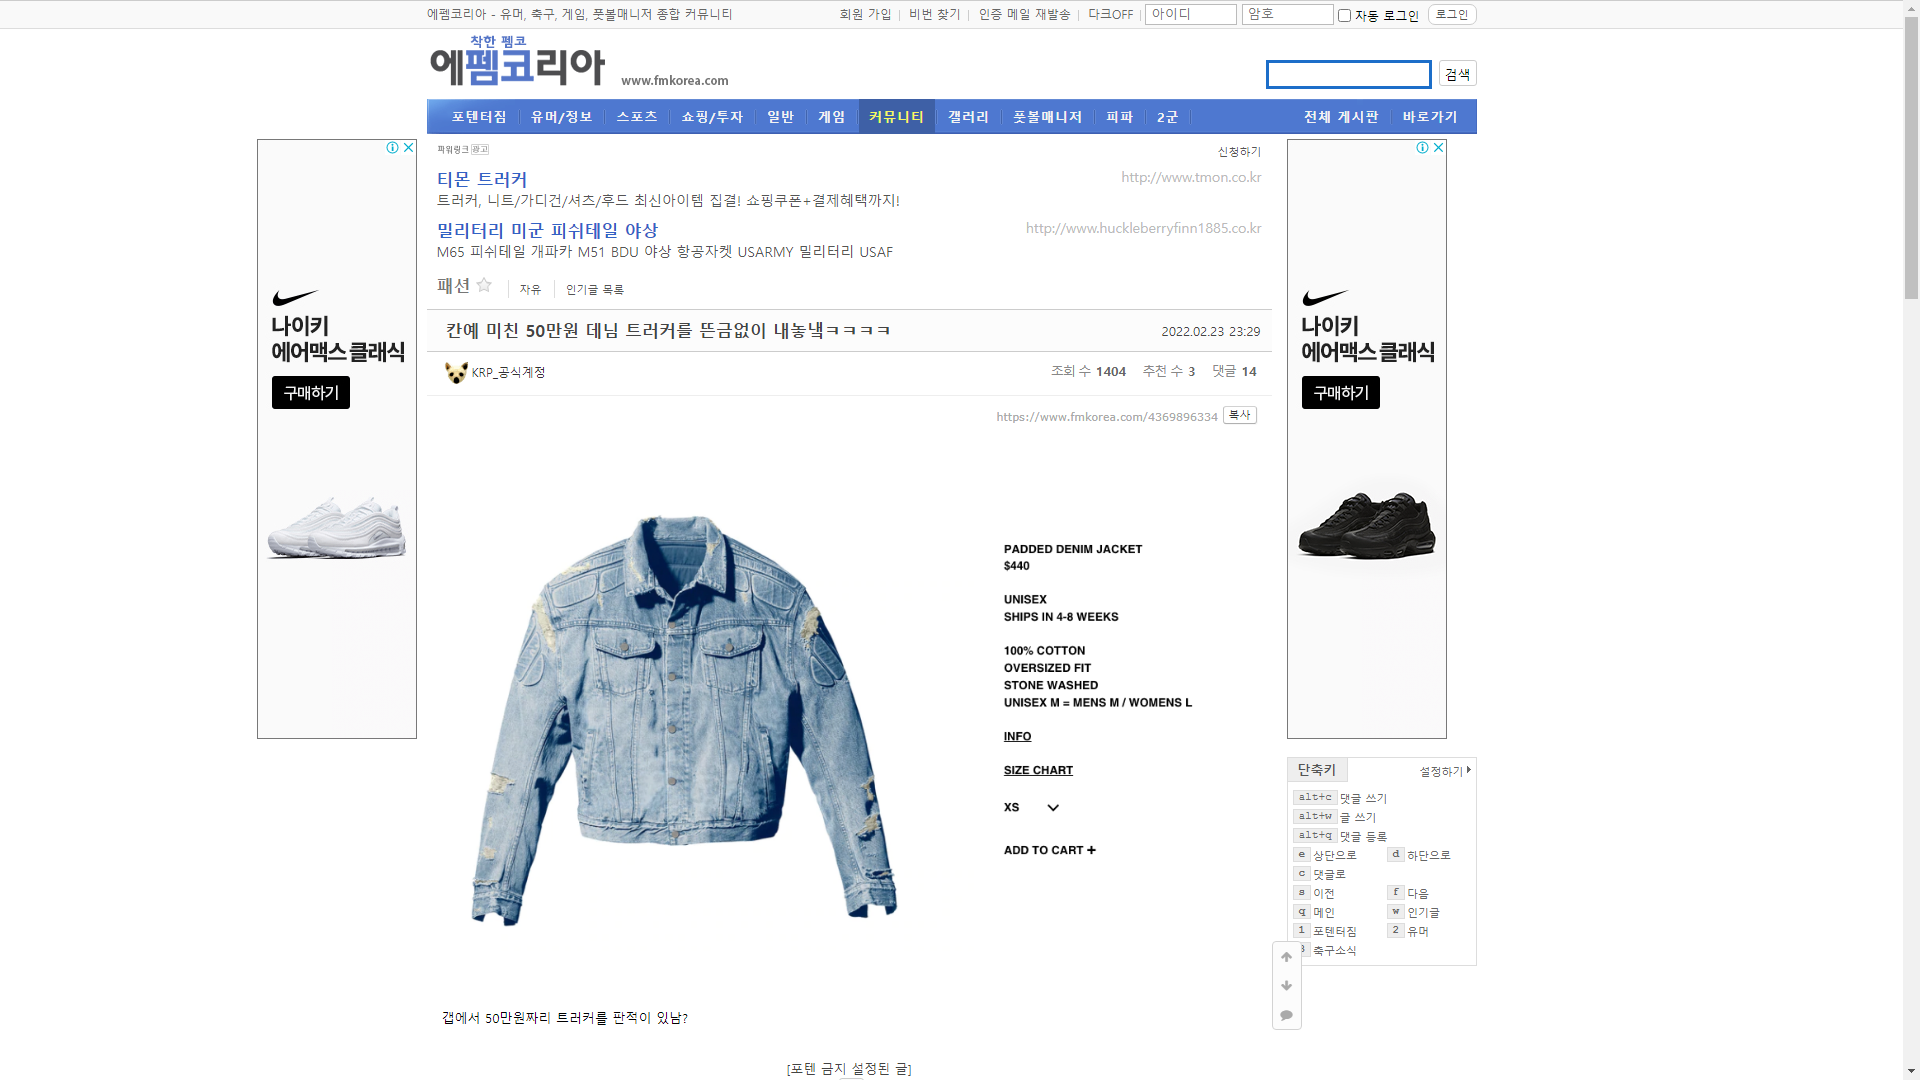 에펨코리아 - 유머, 축구, 게임, 풋볼매니저 종합 커뮤니티
회원 가입 비번 찾기 인증 메일 재발송 다크OFF 아이디 암호 자동 로그인 로그인
착한 펨코
에펨코리아 www.fmkorea.com
검색
포텐터짐 유머/정보 스포츠 쇼핑/투자 일반 게임 커뮤니티 갤러리 풋볼매니저 피파 2군 전체 게시판 바로가기
파워링크 광고 신청하기
티몬 트러커 http://www.tmon.co.kr
트러커, 니트/가디건/셔츠/후드 최신아이템 집결! 쇼핑쿠폰+결제혜택까지!
밀리터리 미군 피쉬테일 야상 http://www.huckleberryfinn1885.co.kr
M65 피쉬테일 개파카 M51 BDU 야상 항공자켓 USARMY 밀리터리 USAF
패션 자유 인기글 목록
칸예 미친 50만원 데님 트러커를 뜬금없이 내놓냌ㅋㅋㅋㅋ 2022.02.23 23:29
KRP_공식계정 조회 수 1404 추천 수 3 댓글 14
https://www.fmkorea.com/4369896334 복사
나이키
에어맥스 클래식
구매하기
PADDED DENIM JACKET
$440
UNISEX
SHIPS IN 4-8 WEEKS
100% COTTON
OVERSIZED FIT
STONE WASHED
UNISEX M = MENS M / WOMENS L
INFO
SIZE CHART
XS
ADD TO CART +
갭에서 50만원짜리 트러커를 판적이 있남?
[포텐 금지 설정된 글]
나이키
에어맥스 클래식
구매하기
단축키 설정하기
alt+c 댓글 쓰기
alt+w 글 쓰기
alt+q 댓글 등록
e 상단으로 d 하단으로
c 댓글로
s 이전 f 다음
q 메인 w 인기글
1 포텐터짐 2 유머
3 축구소식